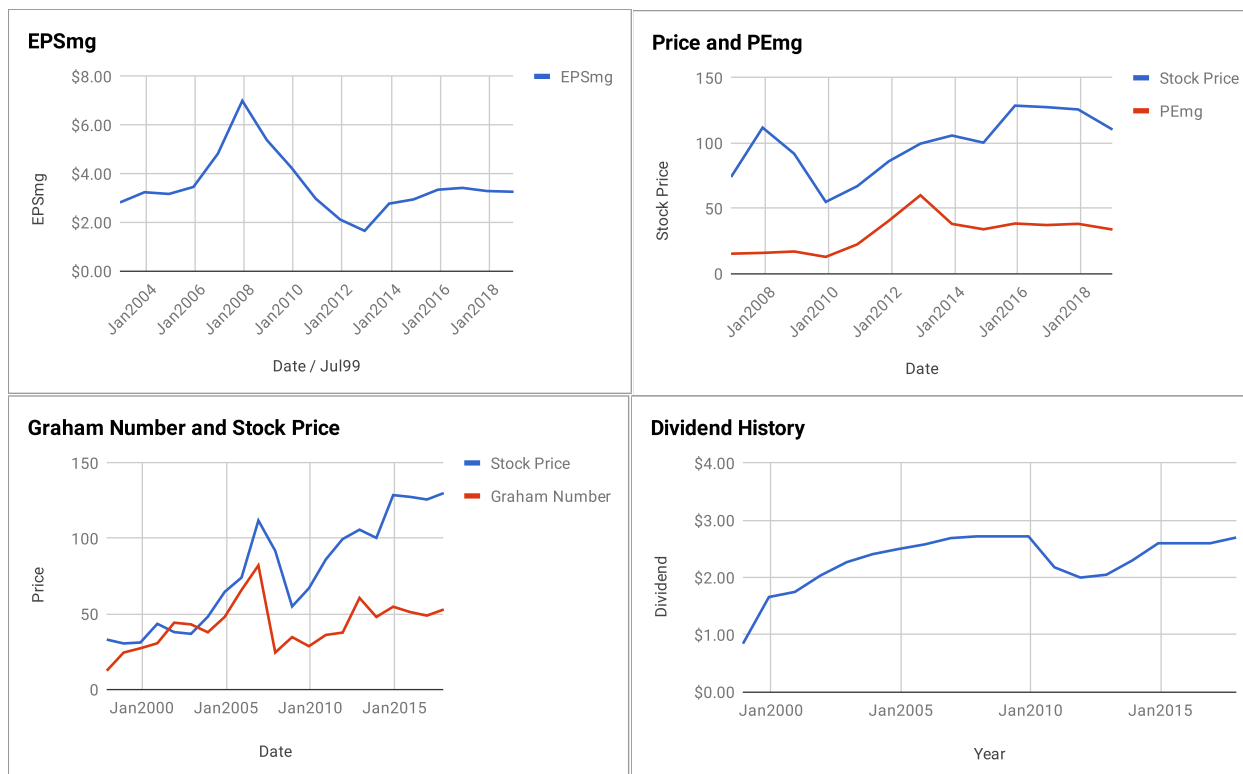 EPSmg
$8.00
$6.00
$4.00
$2.00
$0.00
EPSmg
Jan2004
Jan2006
Jan2008
Jan2010
Jan2012
Jan2014
Jan2016
Jan2018
Date / Jul99
EPSmg
Price and PEmg
150
100
50
0
Stock Price
Jan2008
Jan2010
Jan2012
Jan2014
Jan2016
Jan2018
Date
Stock Price
PEmg
Graham Number and Stock Price
150
100
50
0
Price
Jan2000
Jan2005
Jan2010
Jan2015
Date
Stock Price
Graham Number
Dividend History
$4.00
$3.00
$2.00
$1.00
$0.00
Dividend
Jan2000
Jan2005
Jan2010
Jan2015
Year